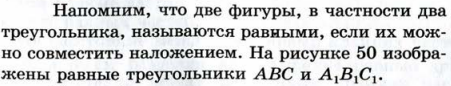 Напомним, что две фигуры, в частности два
треугольника, называются равными, если их мож-
но совместить наложением. На рисунке 50 изобра-
жены равные треугольники ABC и A₁B₁C₁.